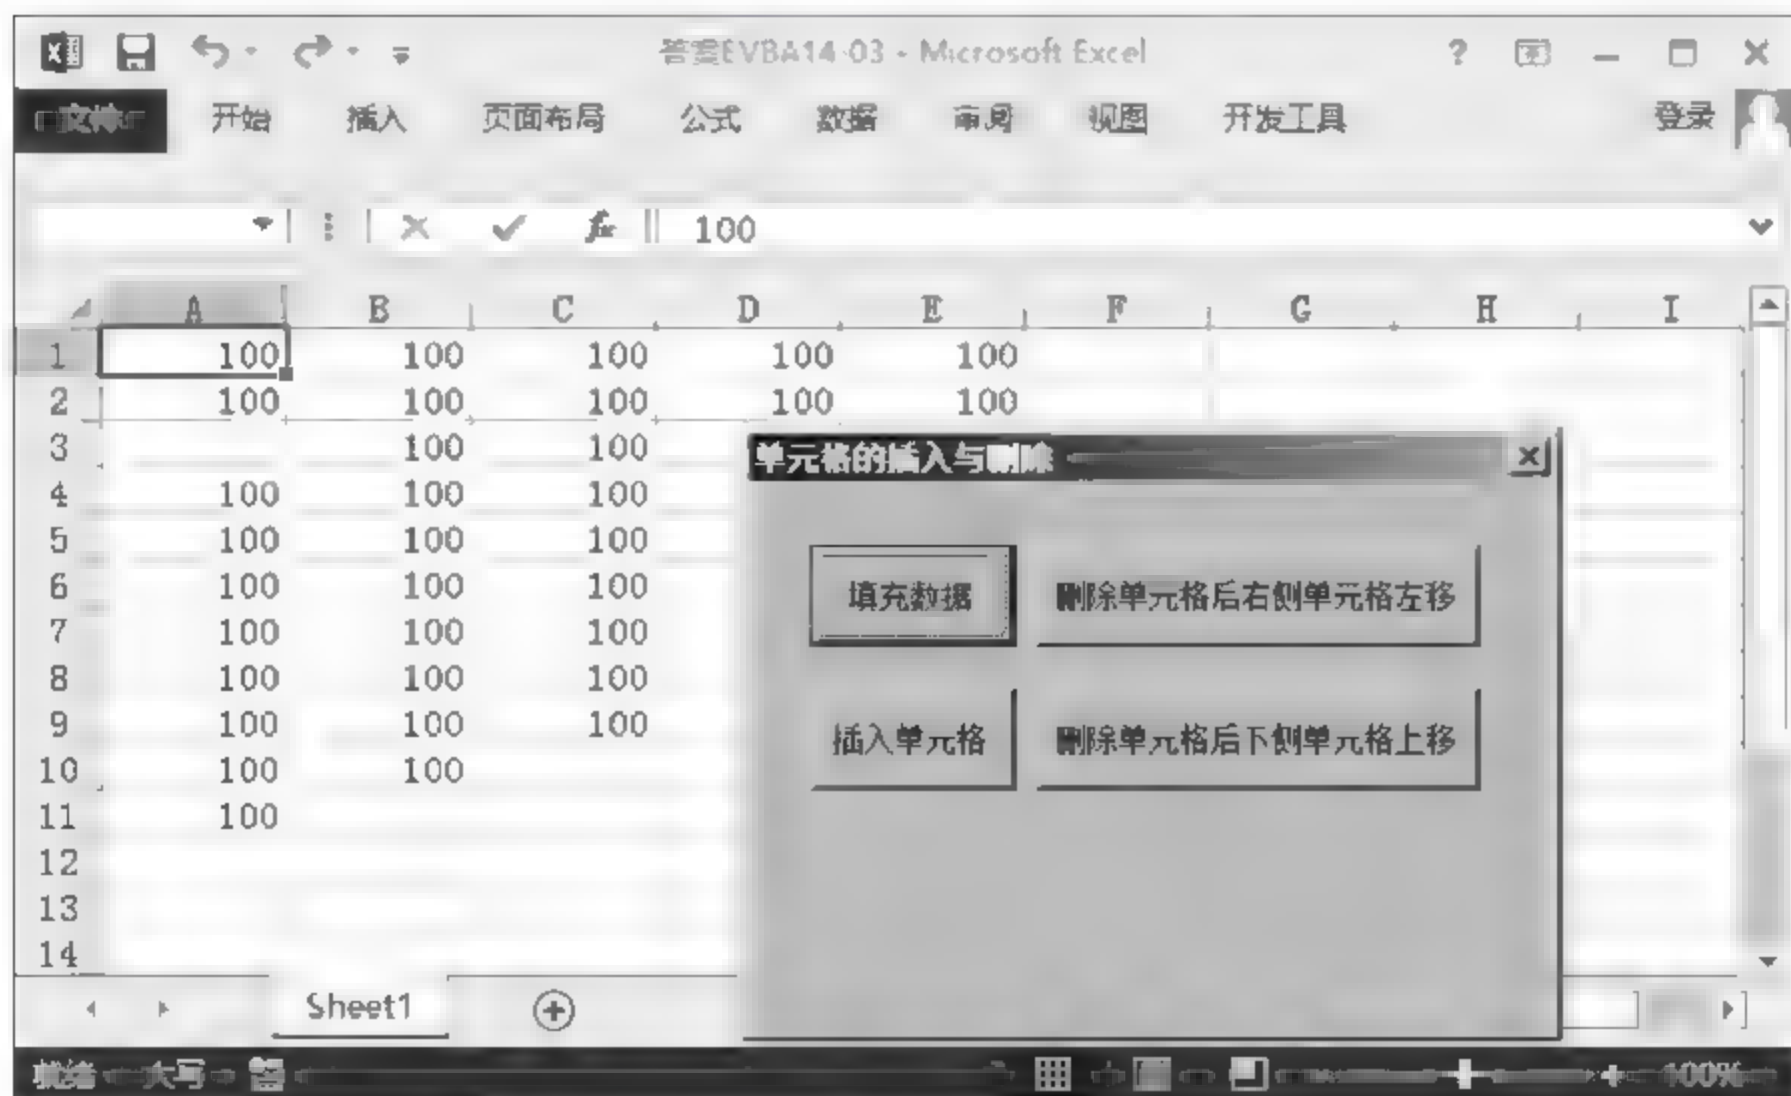 答案EVBA14-03 - Microsoft Excel
文件 开始 插入 页面布局 公式 数据 审阅 视图 开发工具 登录
fx 100
A B C D E F G H I
1 100 100 100 100 100
2 100 100 100 100 100
3 100 100
4 100 100 100
5 100 100 100
6 100 100 100
7 100 100 100
8 100 100 100
9 100 100 100
10 100 100
11 100
12
13
14
单元格的插入与删除
填充数据 删除单元格后右侧单元格左移
插入单元格 删除单元格后下侧单元格上移
Sheet1
就绪 大写 100%